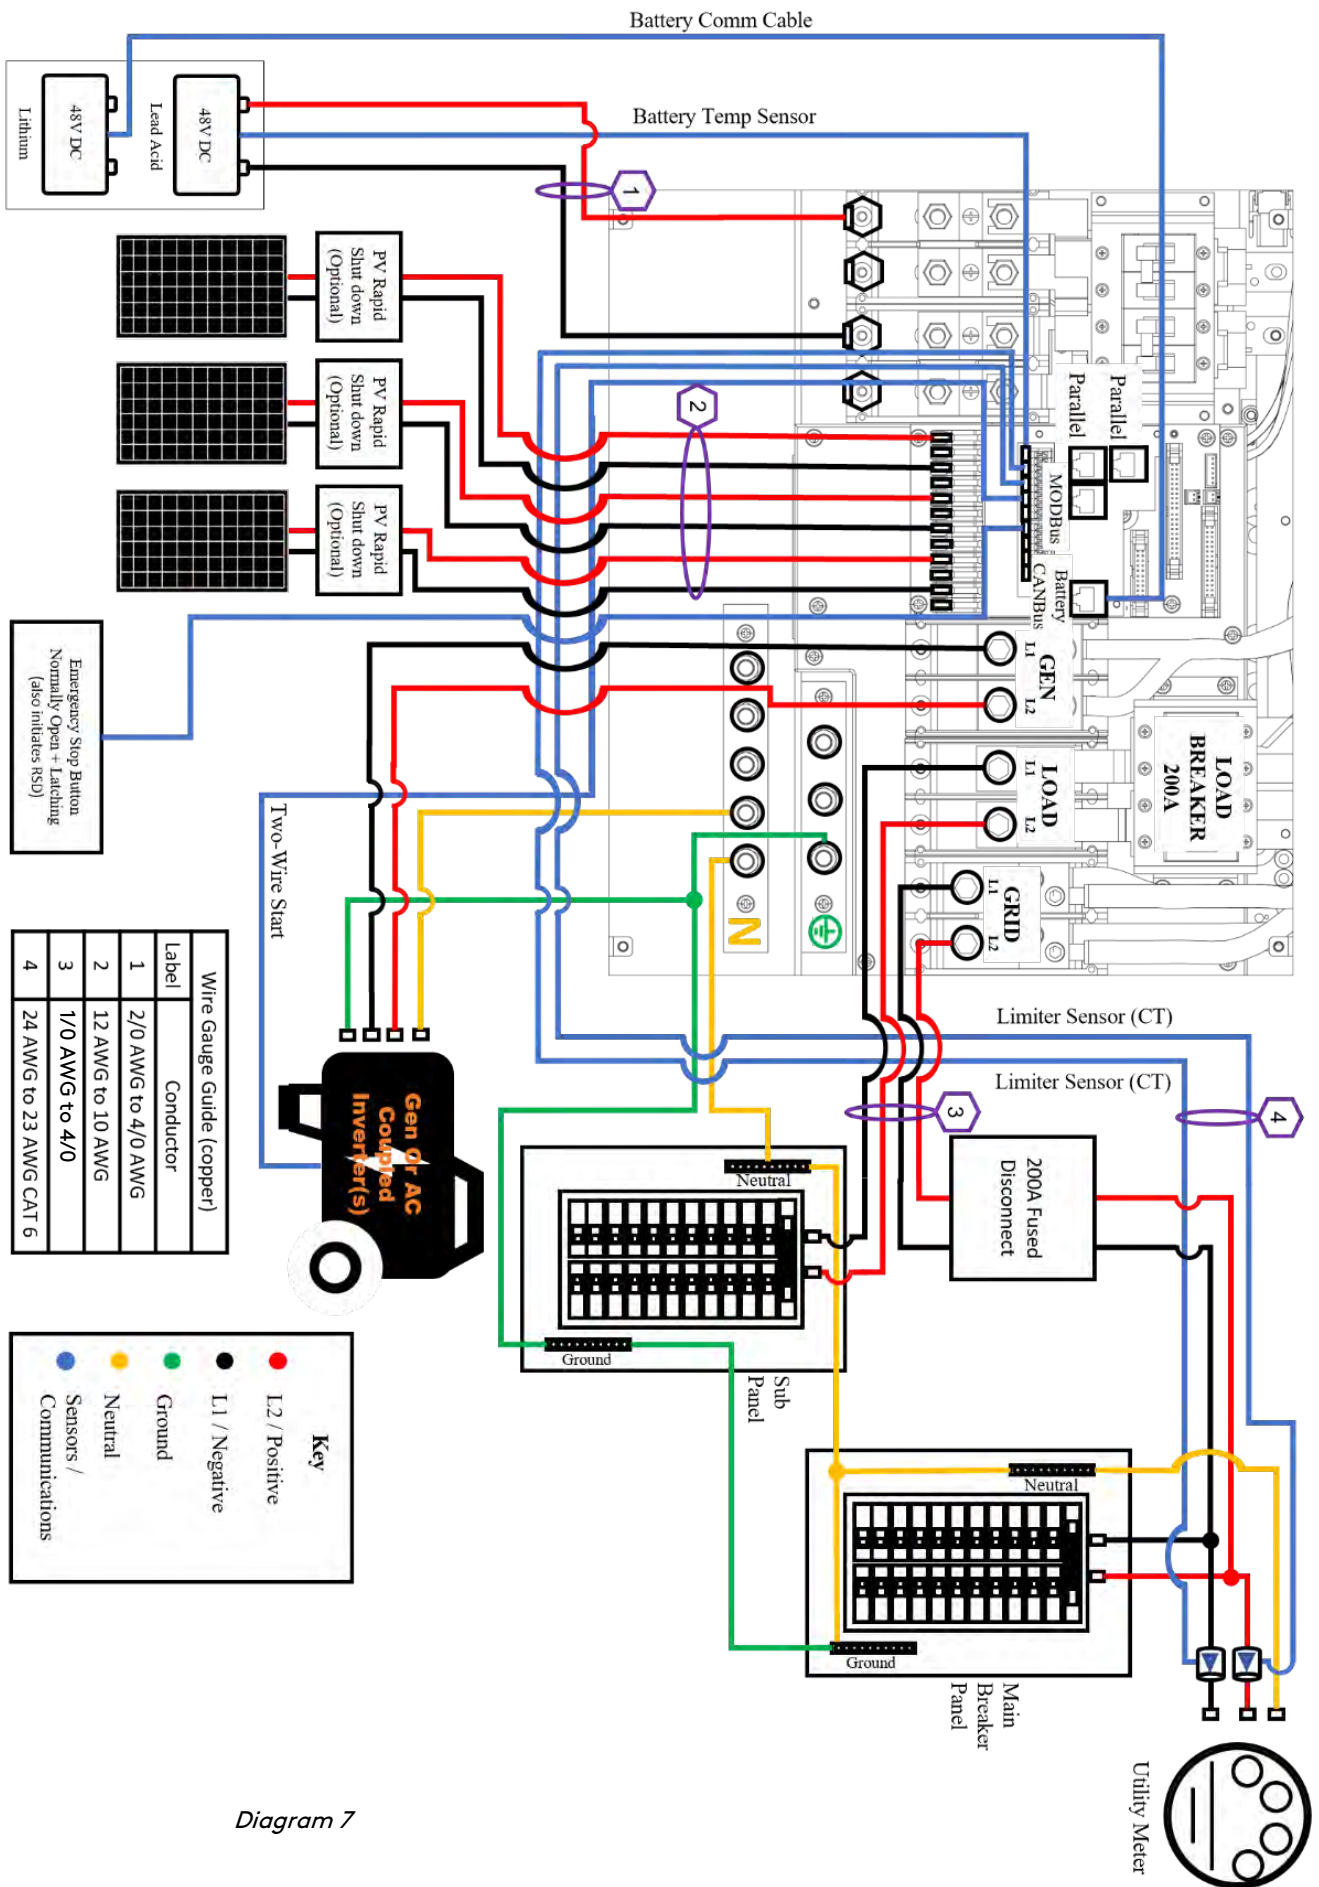 Battery Comm Cable
Battery Temp Sensor
48V DC
Lithium
48V DC
Lead Acid
1
PV Rapid
Shut down
(Optional)
PV Rapid
Shut down
(Optional)
PV Rapid
Shut down
(Optional)
2
Parallel
Parallel
MODBus
Battery
CANBus
GEN
L1
L2
LOAD
L1
L2
GRID
L1
L2
LOAD
BREAKER
200A
N
Emergency Stop Button
Normally Open + Latching
(also initiates RSD)
Two-Wire Start
Limiter Sensor (CT)
Limiter Sensor (CT)
3
4
200A Fused
Disconnect
Gen Or AC
Coupled
Inverter(s)
Neutral
Ground
Sub
Panel
Neutral
Ground
Main
Breaker
Panel
Utility Meter
Wire Gauge Guide (copper)
Label Conductor
1 2/0 AWG to 4/0 AWG
2 12 AWG to 10 AWG
3 1/0 AWG to 4/0
4 24 AWG to 23 AWG CAT 6
Key
L2 / Positive
L1 / Negative
Ground
Neutral
Sensors /
Communications
Diagram 7